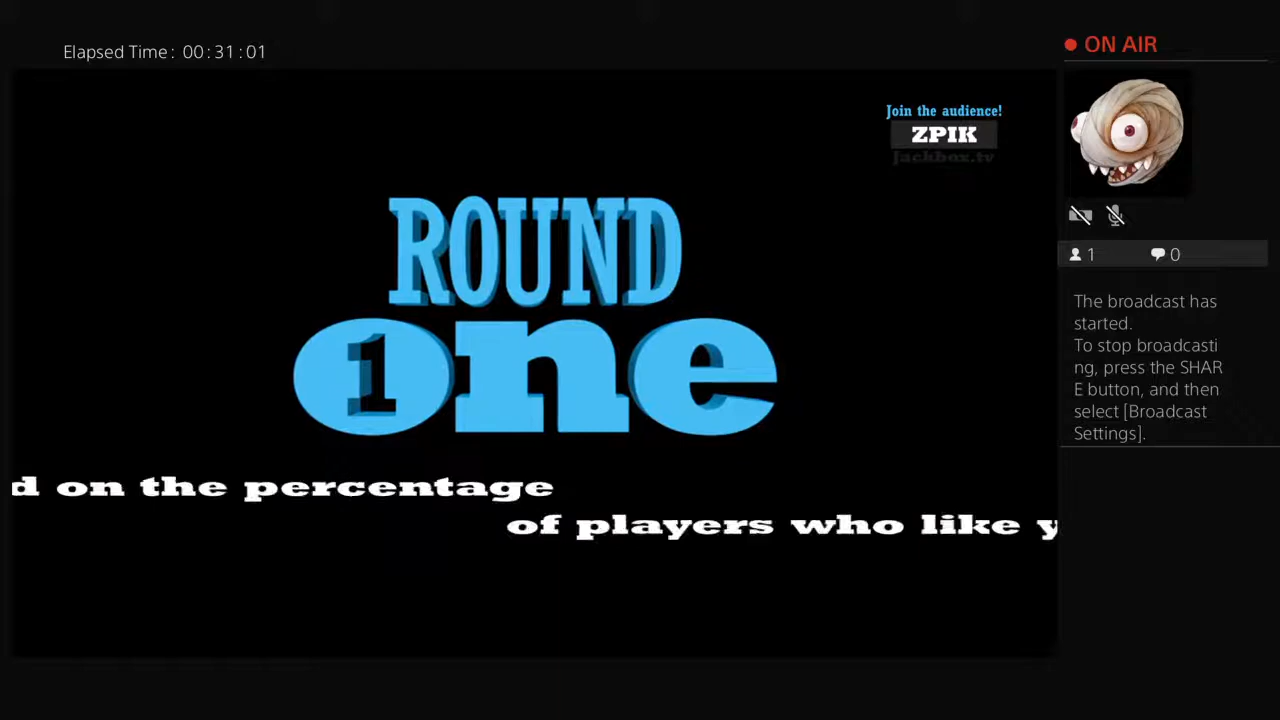 Elapsed Time: 00:31:01
ON AIR
Join the audience!
ZPIK
Jackbox.tv
ROUND
1
one
d on the percentage
of players who like y
1
0
The broadcast has
started.
To stop broadcasti
ng, press the SHAR
E button, and then
select [Broadcast
Settings].